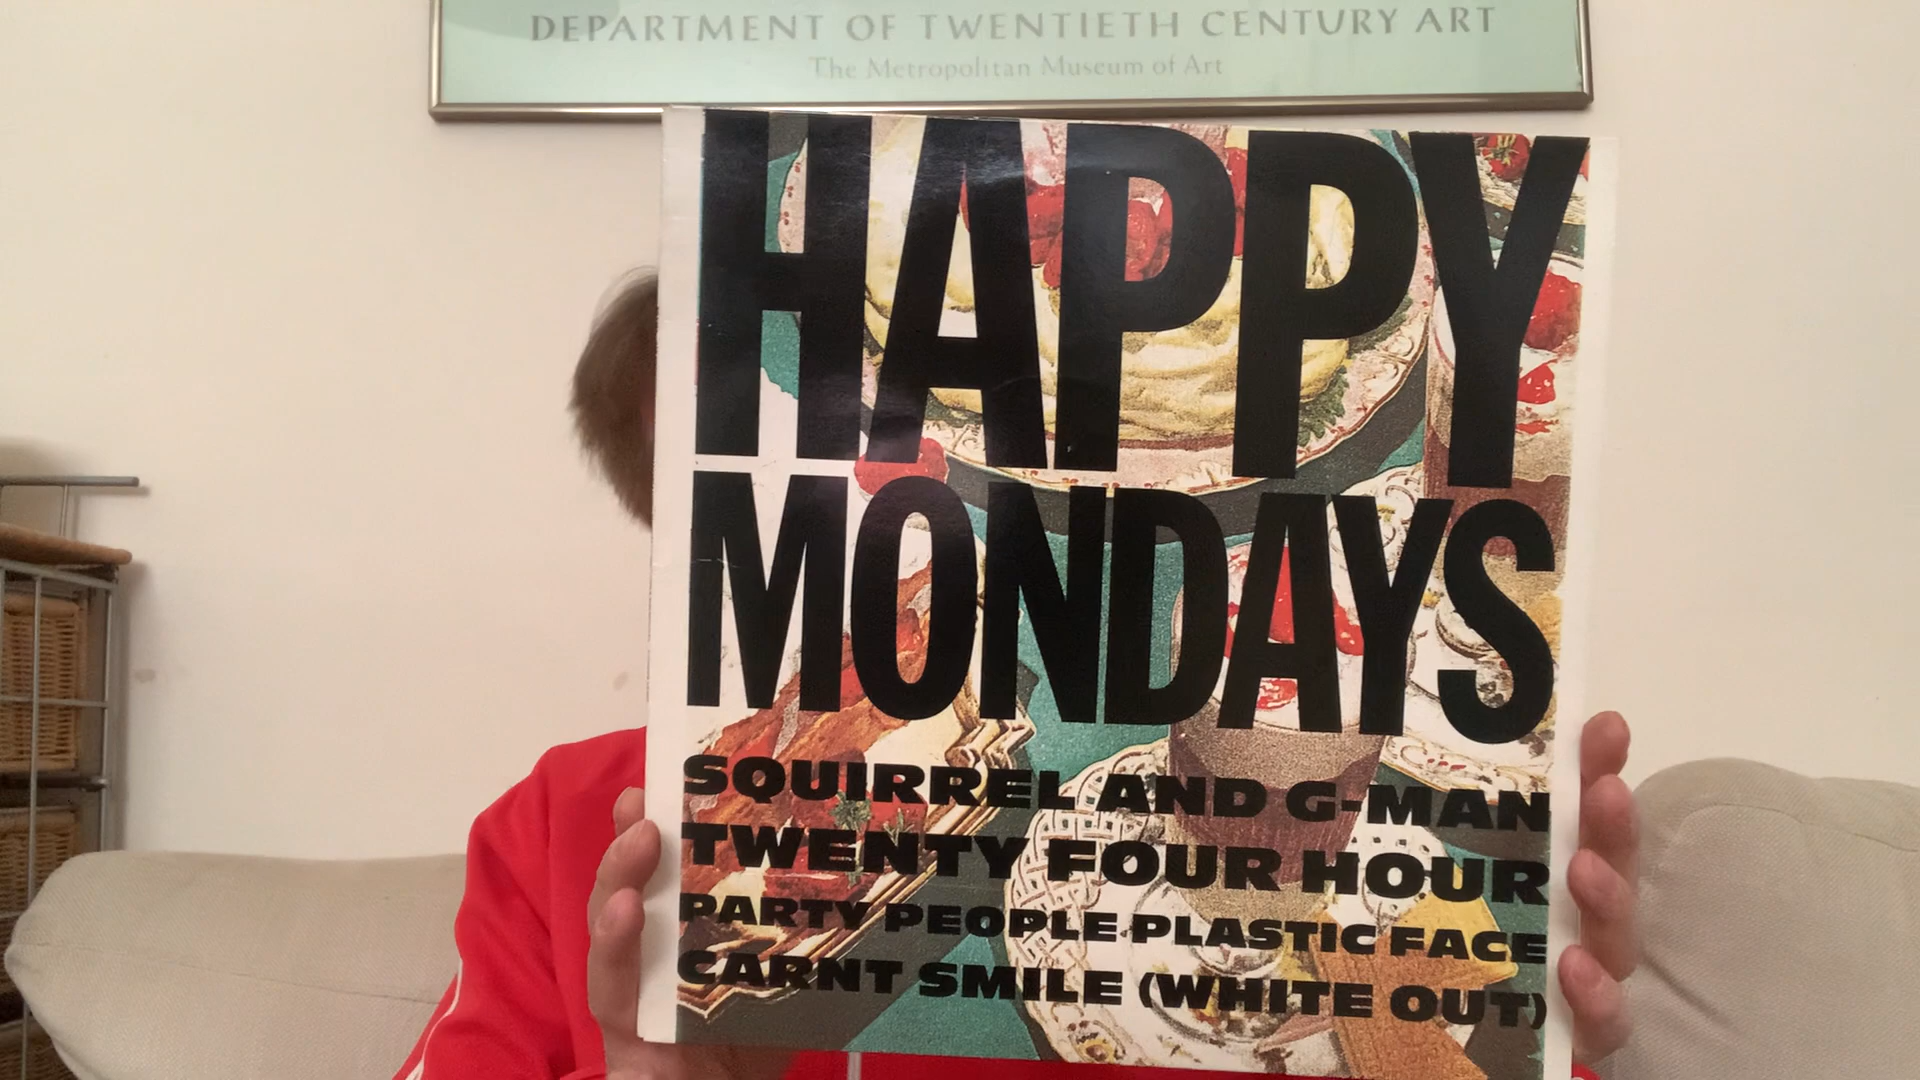 DEPARTMENT OF TWENTIETH CENTURY ART
The Metropolitan Museum of Art
HAPPY
MONDAYS
SQUIRREL AND G-MAN
TWENTY FOUR HOUR
PARTY PEOPLE PLASTIC FACE
CARNT SMILE (WHITE OUT)